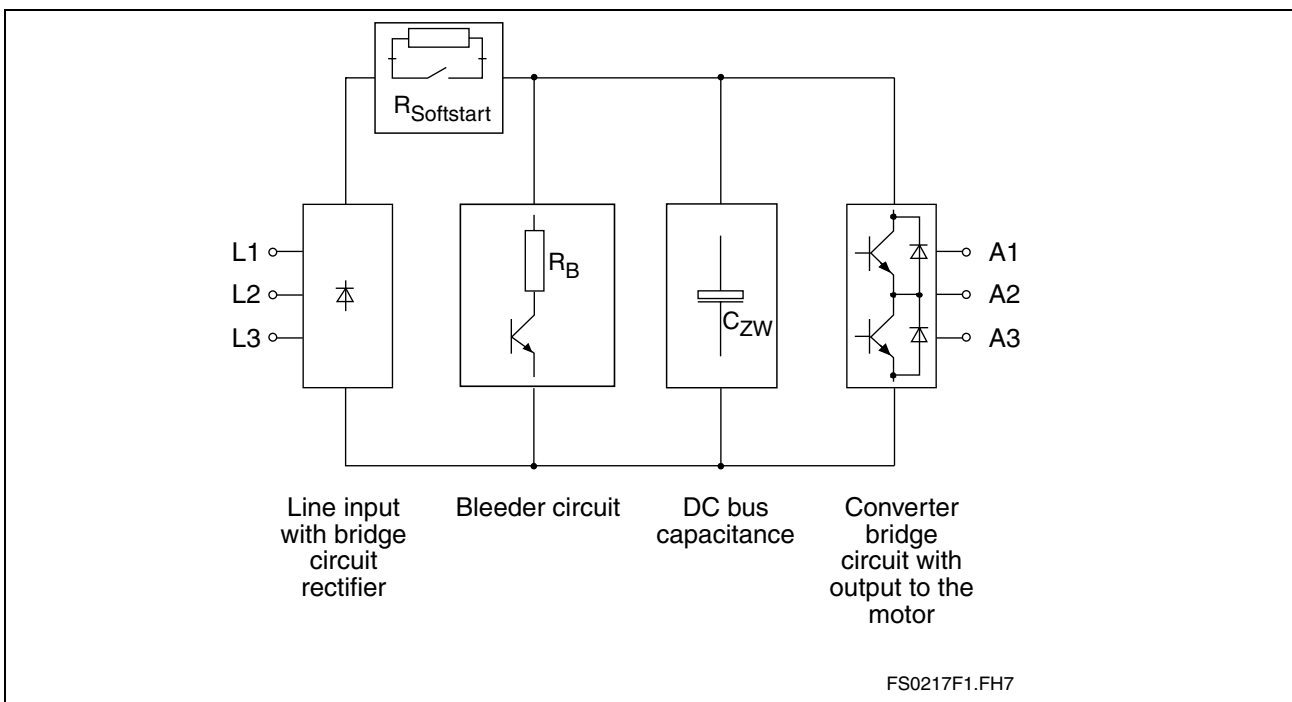 RSoftstart
L1
L2
L3
RB
CZW
A1
A2
A3
Line input
with bridge
circuit
rectifier
Bleeder circuit
DC bus
capacitance
Converter
bridge
circuit with
output to the
motor
FS0217F1.FH7